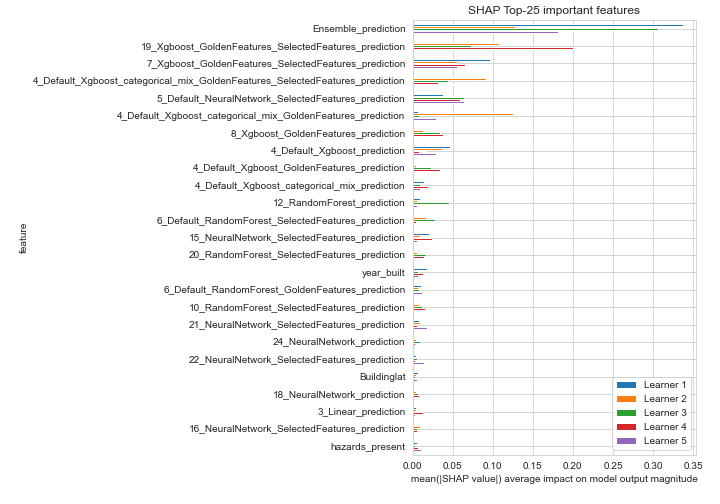 SHAP Top-25 important features
Ensemble_prediction
19_Xgboost_GoldenFeatures_SelectedFeatures_prediction
7_Xgboost_GoldenFeatures_SelectedFeatures_prediction
4_Default_Xgboost_categorical_mix_GoldenFeatures_SelectedFeatures_prediction
5_Default_NeuralNetwork_SelectedFeatures_prediction
4_Default_Xgboost_categorical_mix_GoldenFeatures_prediction
8_Xgboost_GoldenFeatures_prediction
4_Default_Xgboost_prediction
4_Default_Xgboost_GoldenFeatures_prediction
4_Default_Xgboost_categorical_mix_prediction
12_RandomForest_prediction
6_Default_RandomForest_SelectedFeatures_prediction
15_NeuralNetwork_SelectedFeatures_prediction
20_RandomForest_SelectedFeatures_prediction
year_built
6_Default_RandomForest_GoldenFeatures_prediction
10_RandomForest_SelectedFeatures_prediction
21_NeuralNetwork_SelectedFeatures_prediction
24_NeuralNetwork_prediction
22_NeuralNetwork_SelectedFeatures_prediction
Buildinglat
18_NeuralNetwork_prediction
3_Linear_prediction
16_NeuralNetwork_SelectedFeatures_prediction
hazards_present
feature
Learner 1
Learner 2
Learner 3
Learner 4
Learner 5
0.00 0.05 0.10 0.15 0.20 0.25 0.30 0.35
mean(|SHAP value|) average impact on model output magnitude